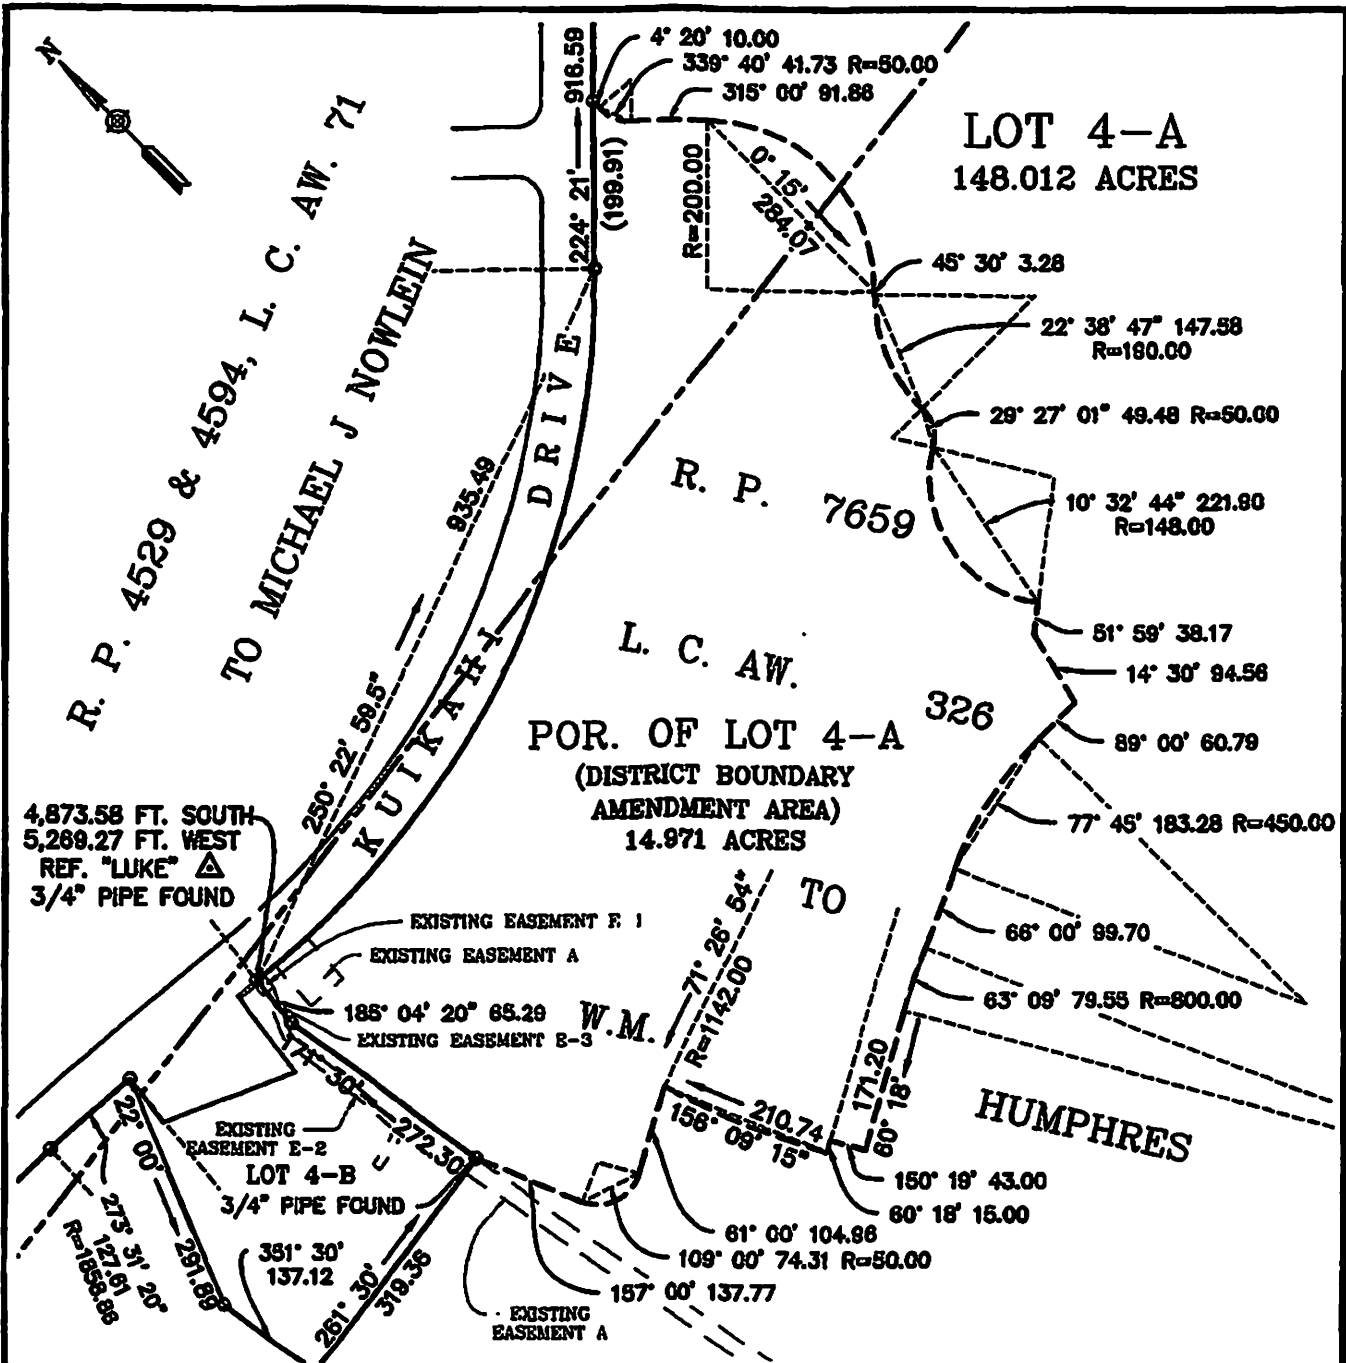 N
R. P. 4529 & 4594, L. C. AW. 71
TO MICHAEL J NOWLEIN
916.59
224° 21'
(199.91)
4° 20' 10.00
339° 40' 41.73 R=50.00
315° 00' 91.86
LOT 4-A
148.012 ACRES
R=200.00
0° 15'
284.07
45° 30' 3.28
22° 38' 47" 147.58
R=190.00
29° 27' 01" 49.48 R=50.00
10° 32' 44" 221.90
R=148.00
51° 59' 38.17
14° 30' 94.56
89° 00' 60.79
77° 45' 183.28 R=450.00
66° 00' 99.70
63° 09' 79.55 R=800.00
KUIKAHI DRIVE
935.49
250° 22' 59.5"
R. P. 7659
L. C. AW. 326
POR. OF LOT 4-A
(DISTRICT BOUNDARY
AMENDMENT AREA)
14.971 ACRES
TO
W.M.
HUMPHRES
4,873.58 FT. SOUTH
5,269.27 FT. WEST
REF. "LUKE"
3/4" PIPE FOUND
EXISTING EASEMENT E 1
EXISTING EASEMENT A
185° 04' 20" 65.29
EXISTING EASEMENT E-3
71° 26' 54"
R=1142.00
171.20
60° 18'
210.74
156° 09' 15"
150° 19' 43.00
60° 18' 15.00
61° 00' 104.96
109° 00' 74.31 R=50.00
157° 00' 137.77
171° 30'
272.30
EXISTING
EASEMENT E-2
LOT 4-B
3/4" PIPE FOUND
22° 00'
291.89
273° 31' 20"
127.61
R=1858.86
351° 30'
137.12
261° 30'
319.36
EXISTING
EASEMENT A